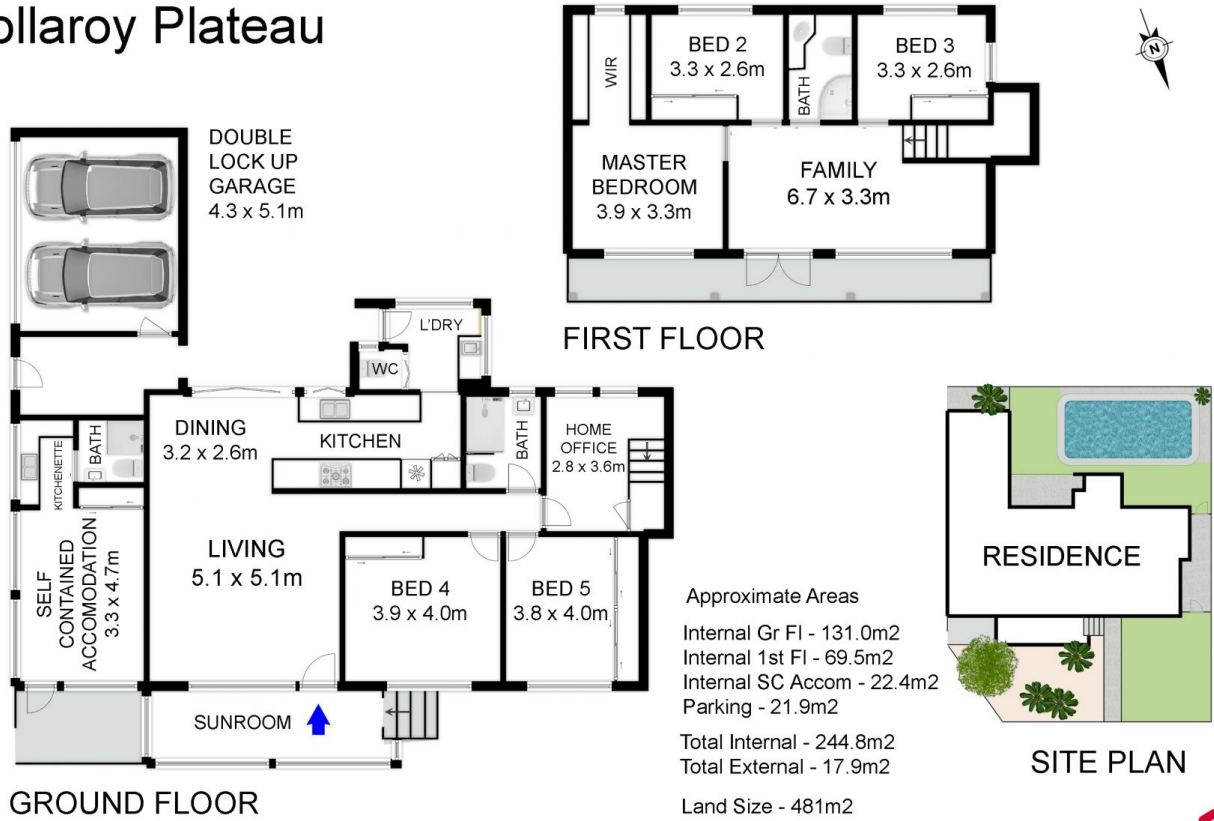 Plateau
DOUBLE
LOCK UP
GARAGE
4.3 x 5.1m
WIR
BED 2
3.3 x 2.6m
BATH
BED 3
3.3 x 2.6m
N
MASTER
BEDROOM
3.9 x 3.3m
FAMILY
6.7 x 3.3m
FIRST FLOOR
L'DRY
WC
DINING
3.2 x 2.6m
KITCHEN
BATH
HOME
OFFICE
2.8 x 3.6m
KITCHENETTE
BATH
SELF
CONTAINED
ACCOMODATION
3.3 x 4.7m
LIVING
5.1 x 5.1m
BED 4
3.9 x 4.0m
BED 5
3.8 x 4.0m
SUNROOM
GROUND FLOOR
Approximate Areas
Internal Gr Fl - 131.0m2
Internal 1st Fl - 69.5m2
Internal SC Accom - 22.4m2
Parking - 21.9m2
Total Internal - 244.8m2
Total External - 17.9m2
Land Size - 481m2
RESIDENCE
SITE PLAN